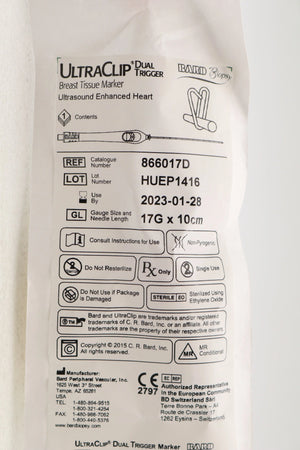 ULTRACLIP® DUAL TRIGGER
Breast Tissue Marker
BARD Biopsy
Ultrasound Enhanced Heart
1 Contents
REF Catalogue Number 866017D
LOT Lot Number HUEP1416
Use By 2023-01-28
GL Gauge Size and Needle Length 17G x 10cm
Consult Instructions for Use
Non-Pyrogenic
Do Not Resterilize
Rx Only
2 Single Use
Do Not Use if Package is Damaged
STERILE EO Sterilized Using Ethylene Oxide
®/™ Bard and UltraClip are trademarks and/or registered
trademarks of C. R. Bard, Inc. or an affiliate. All other
trademarks are the property of their respective owners.
© Copyright © 2015 C. R. Bard, Inc.
All rights reserved.
MR MR Conditional
Manufacturer:
Bard Peripheral Vascular, Inc.
1625 West 3rd Street
Tempe, AZ 85281
USA
TEL: 1-480-894-9515
1-800-321-4254
FAX: 1-480-966-7062
1-800-440-5376
www.bardbiopsy.com
CE 2797
EC REP
Authorized Representative
in the European Community
BD Switzerland Sàrl
Terre Bonne Park – A4
Route de Crassier 17
1262 Eysins – Switzerland
ULTRACLIP® DUAL TRIGGER Marker BARD